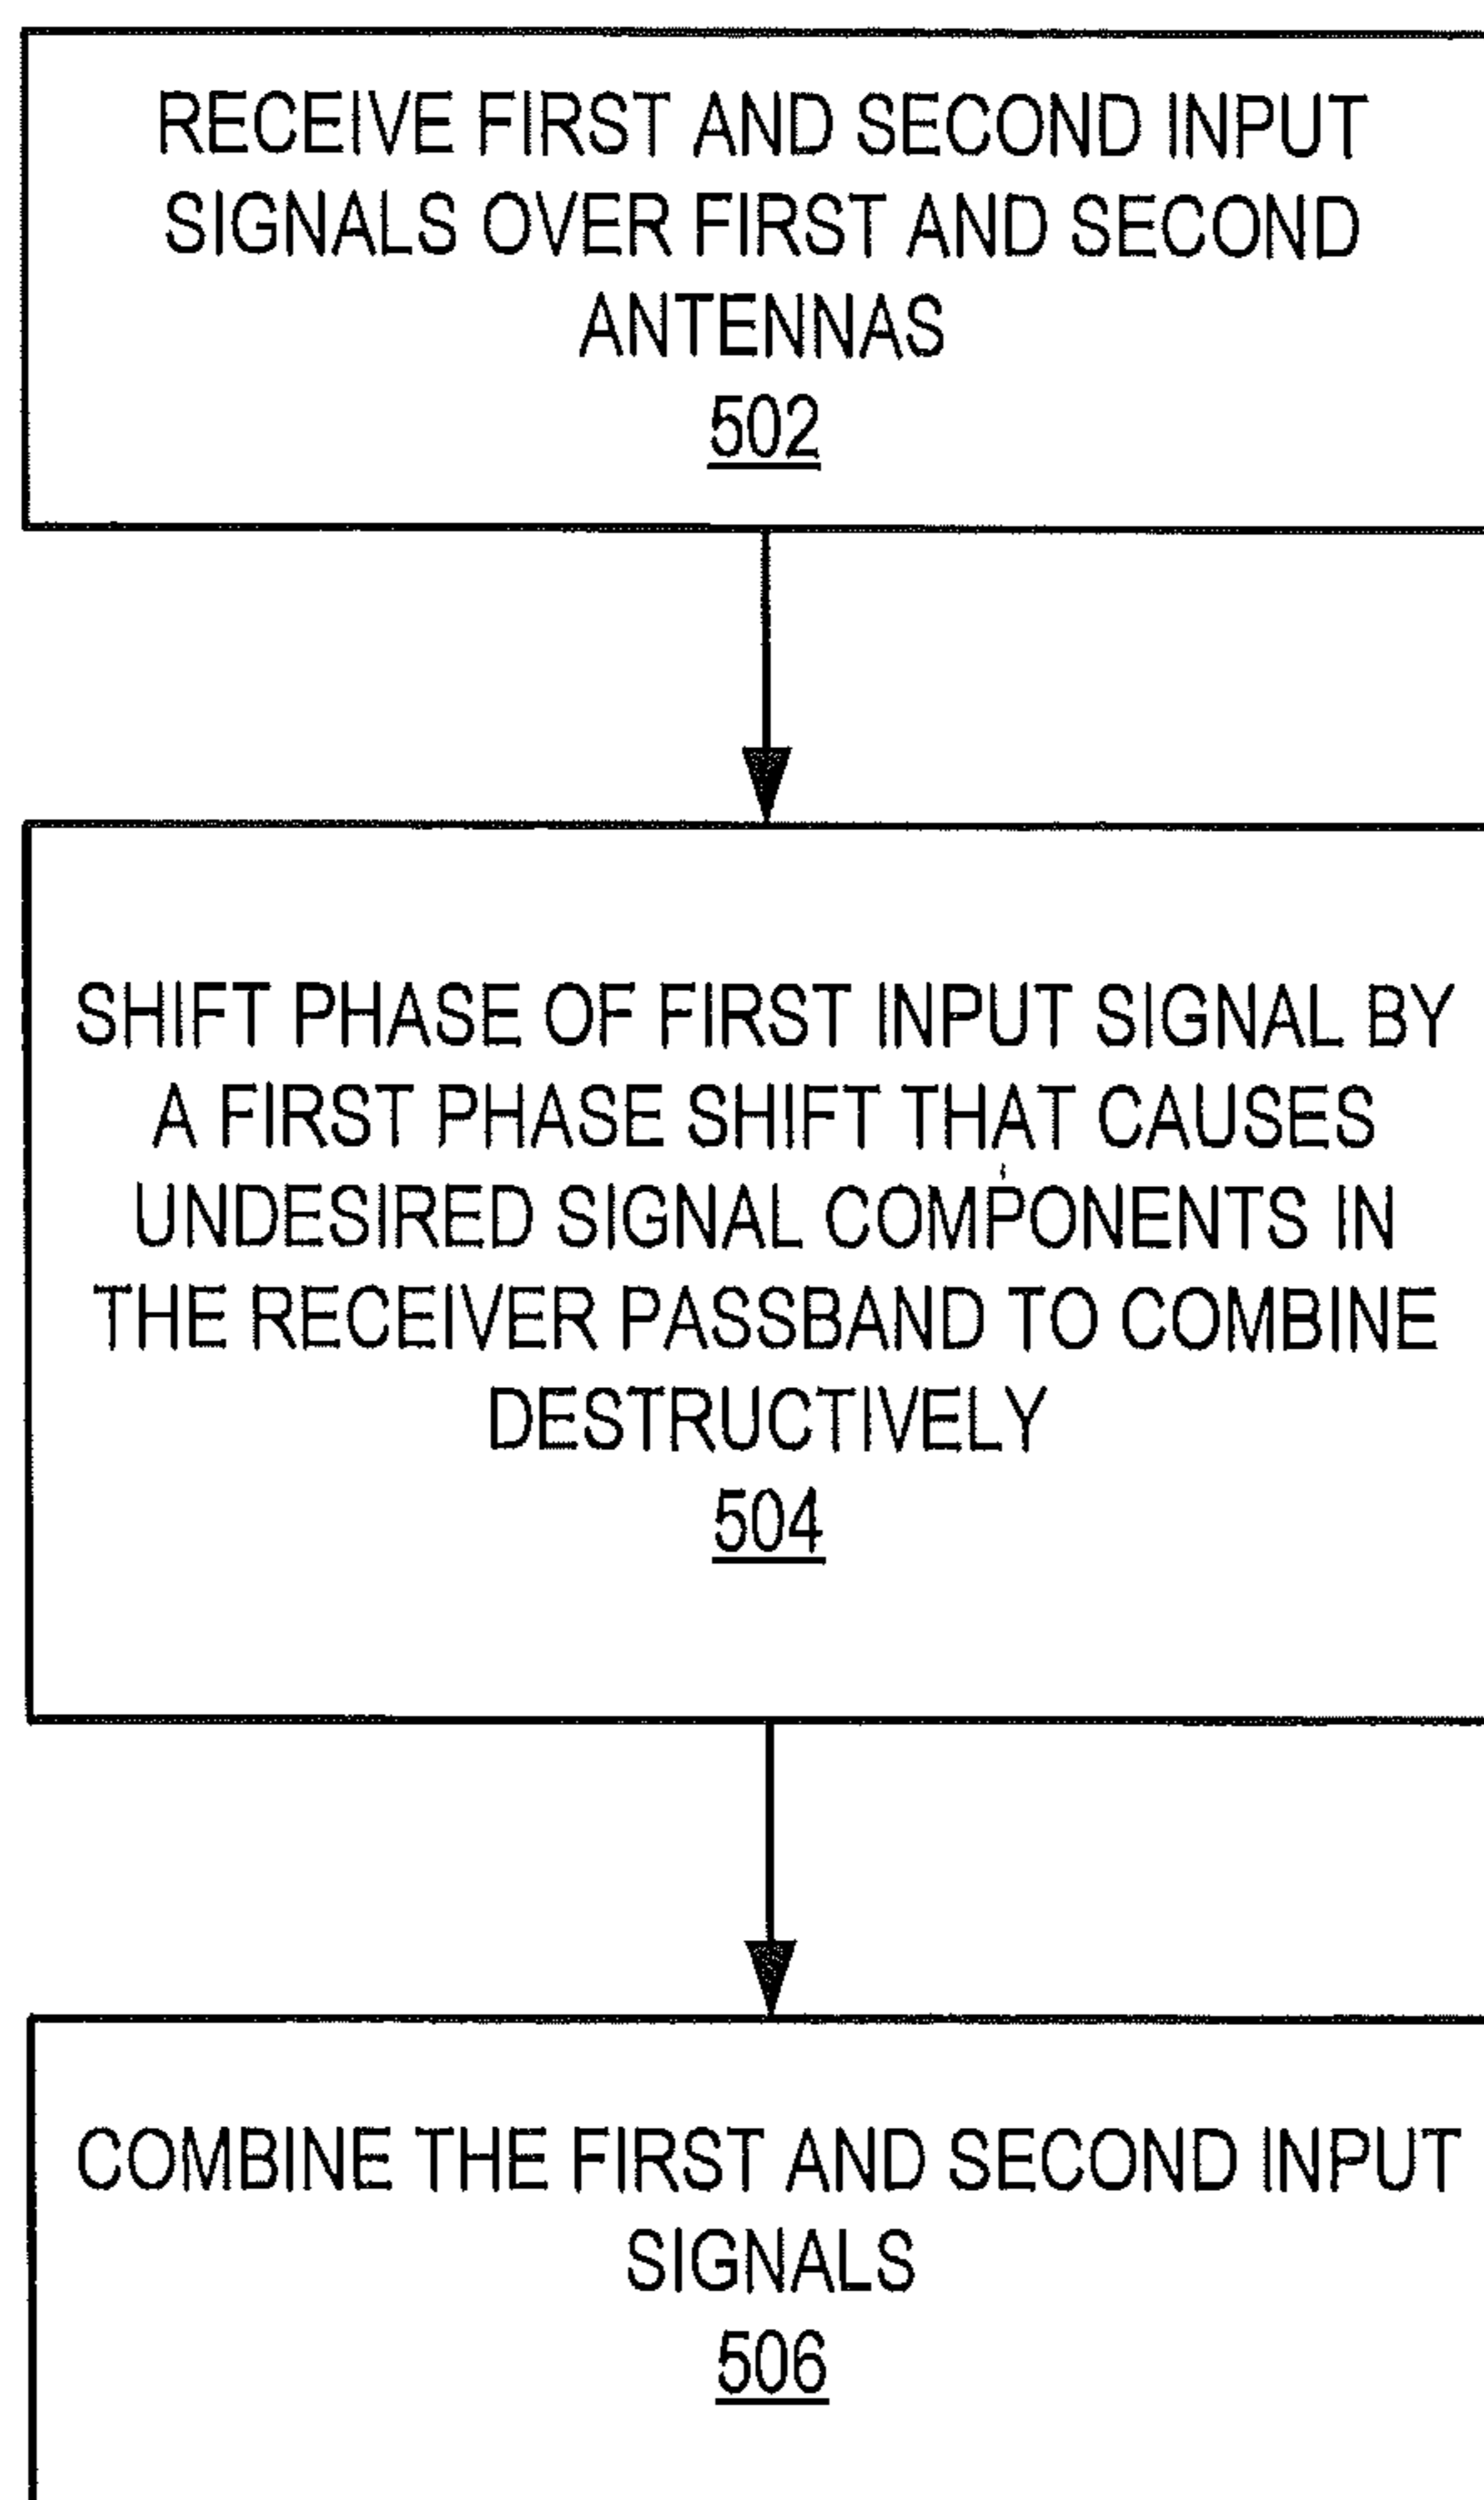 RECEIVE FIRST AND SECOND INPUT
SIGNALS OVER FIRST AND SECOND
ANTENNAS
502
SHIFT PHASE OF FIRST INPUT SIGNAL BY
A FIRST PHASE SHIFT THAT CAUSES
UNDESIRED SIGNAL COMPONENTS IN
THE RECEIVER PASSBAND TO COMBINE
DESTRUCTIVELY
504
COMBINE THE FIRST AND SECOND INPUT
SIGNALS
506